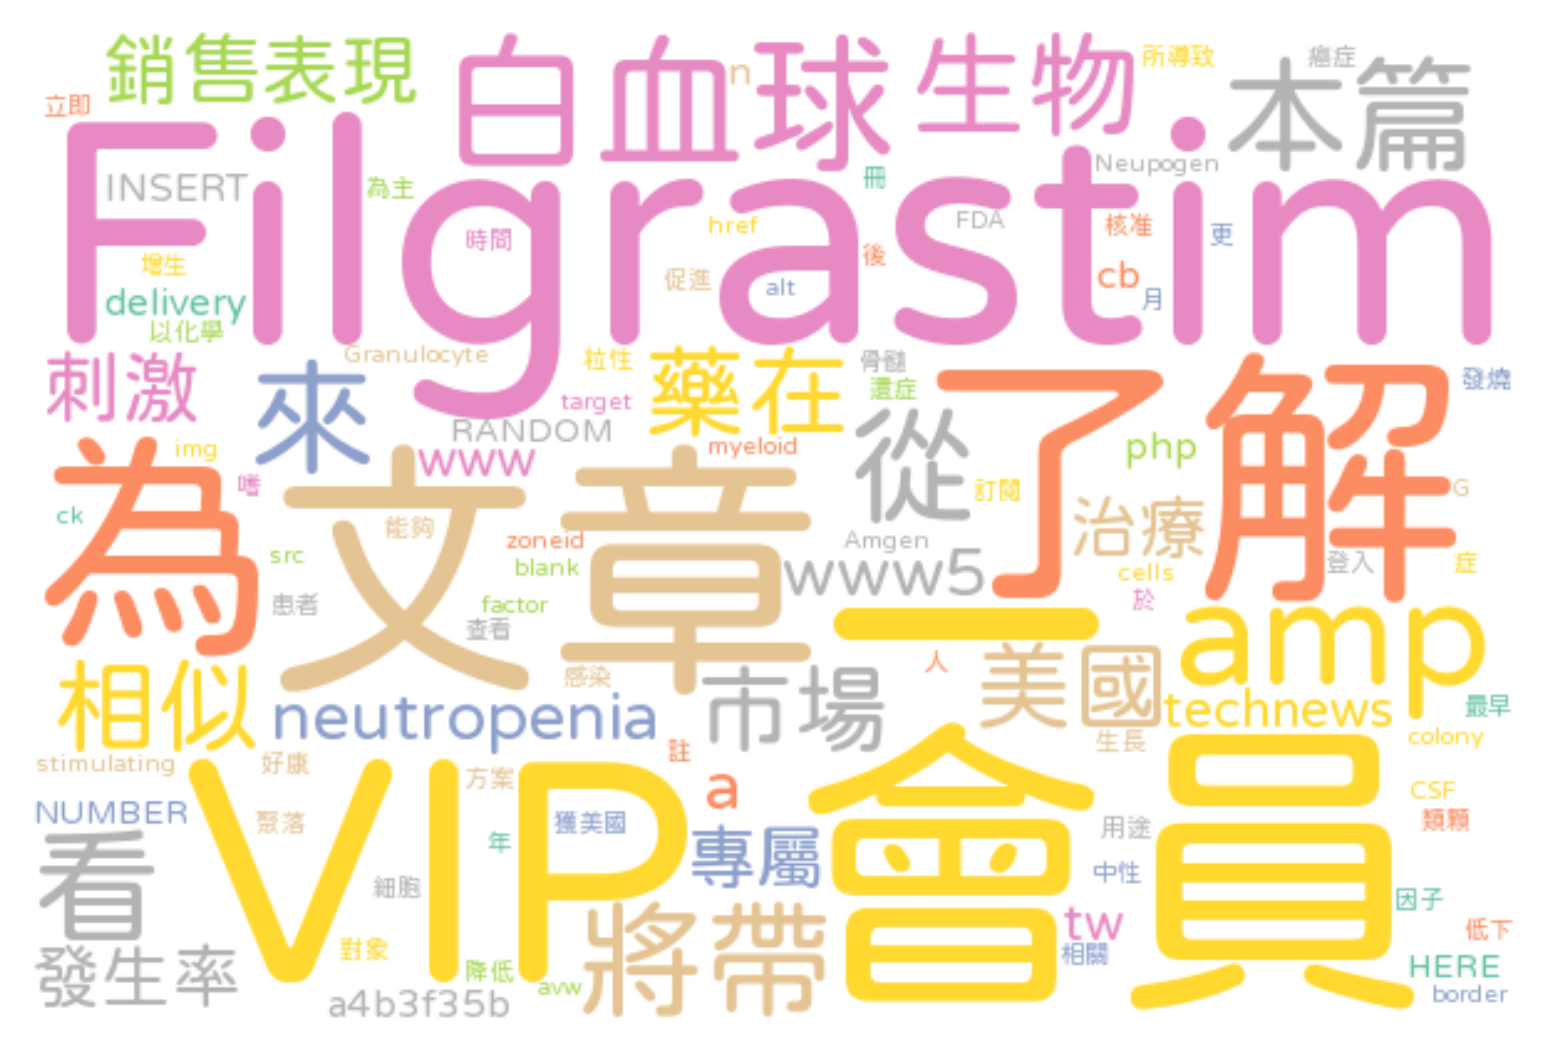 銷售表現
白血球
生物
所導致
癌症
本篇
n
立即
Filgrastim
INSERT
為主
冊
Neupogen
時間
href
FDA
核准
更
增生
後
促進
alt
cb
月
delivery
以化學
刺激
來
Granulocyte
粒性
藥在
骨髓
遺症
了解
發燒
target
RANDOM
從
為
img
www
myeloid
php
文章
嗜
訂閱
G
ck
能夠
治療
src
zoneid
Amgen
登入
症
blank
www5
cells
患者
factor
於
查看
一
amp
相似
感染
人
美國
neutropenia
市場
technews
最早
stimulating
好康
註
生長
colony
VIP會員
方案
a
CSF
NUMBER
聚落
年
獲美國
專屬
用途
類顆
看
細胞
中性
因子
將帶
tw
低下
發生率
對象
降低
相關
HERE
a4b3f35b
avw
border